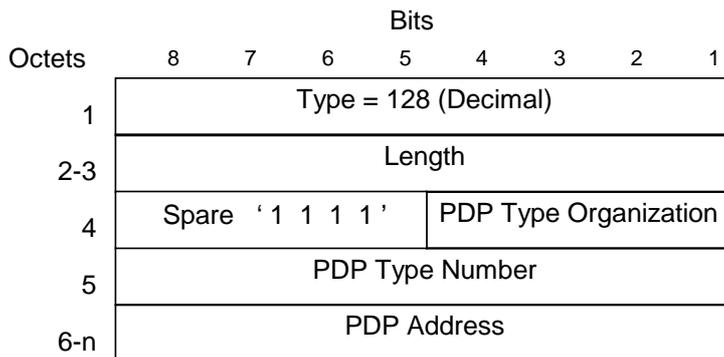 Bits
Octets 8 7 6 5 4 3 2 1
1 Type = 128 (Decimal)
2-3 Length
4 Spare ‘ 1 1 1 1 ’ PDP Type Organization
5 PDP Type Number
6-n PDP Address